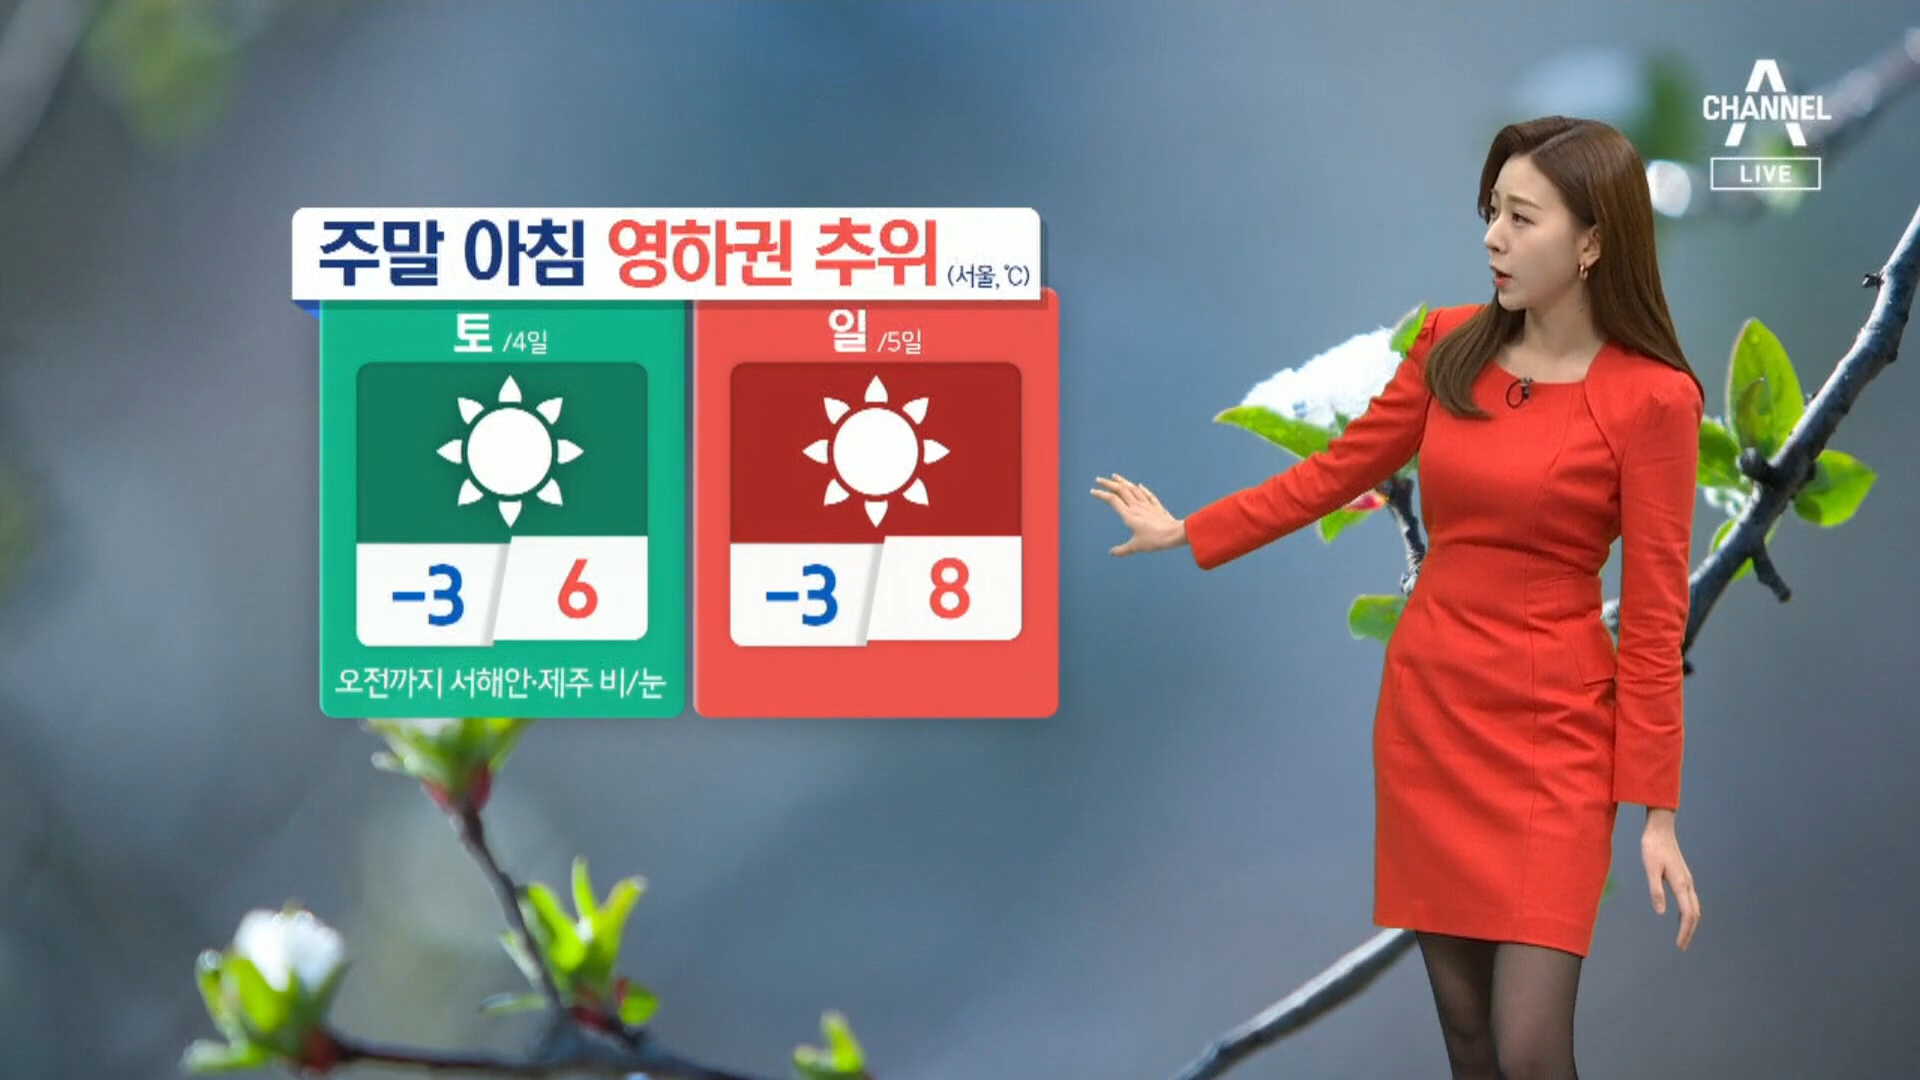 주말 아침 영하권 추위 (서울, ℃)
토 /4일
일 /5일
-3 6
-3 8
오전까지 서해안·제주 비/눈
CHANNEL A
LIVE